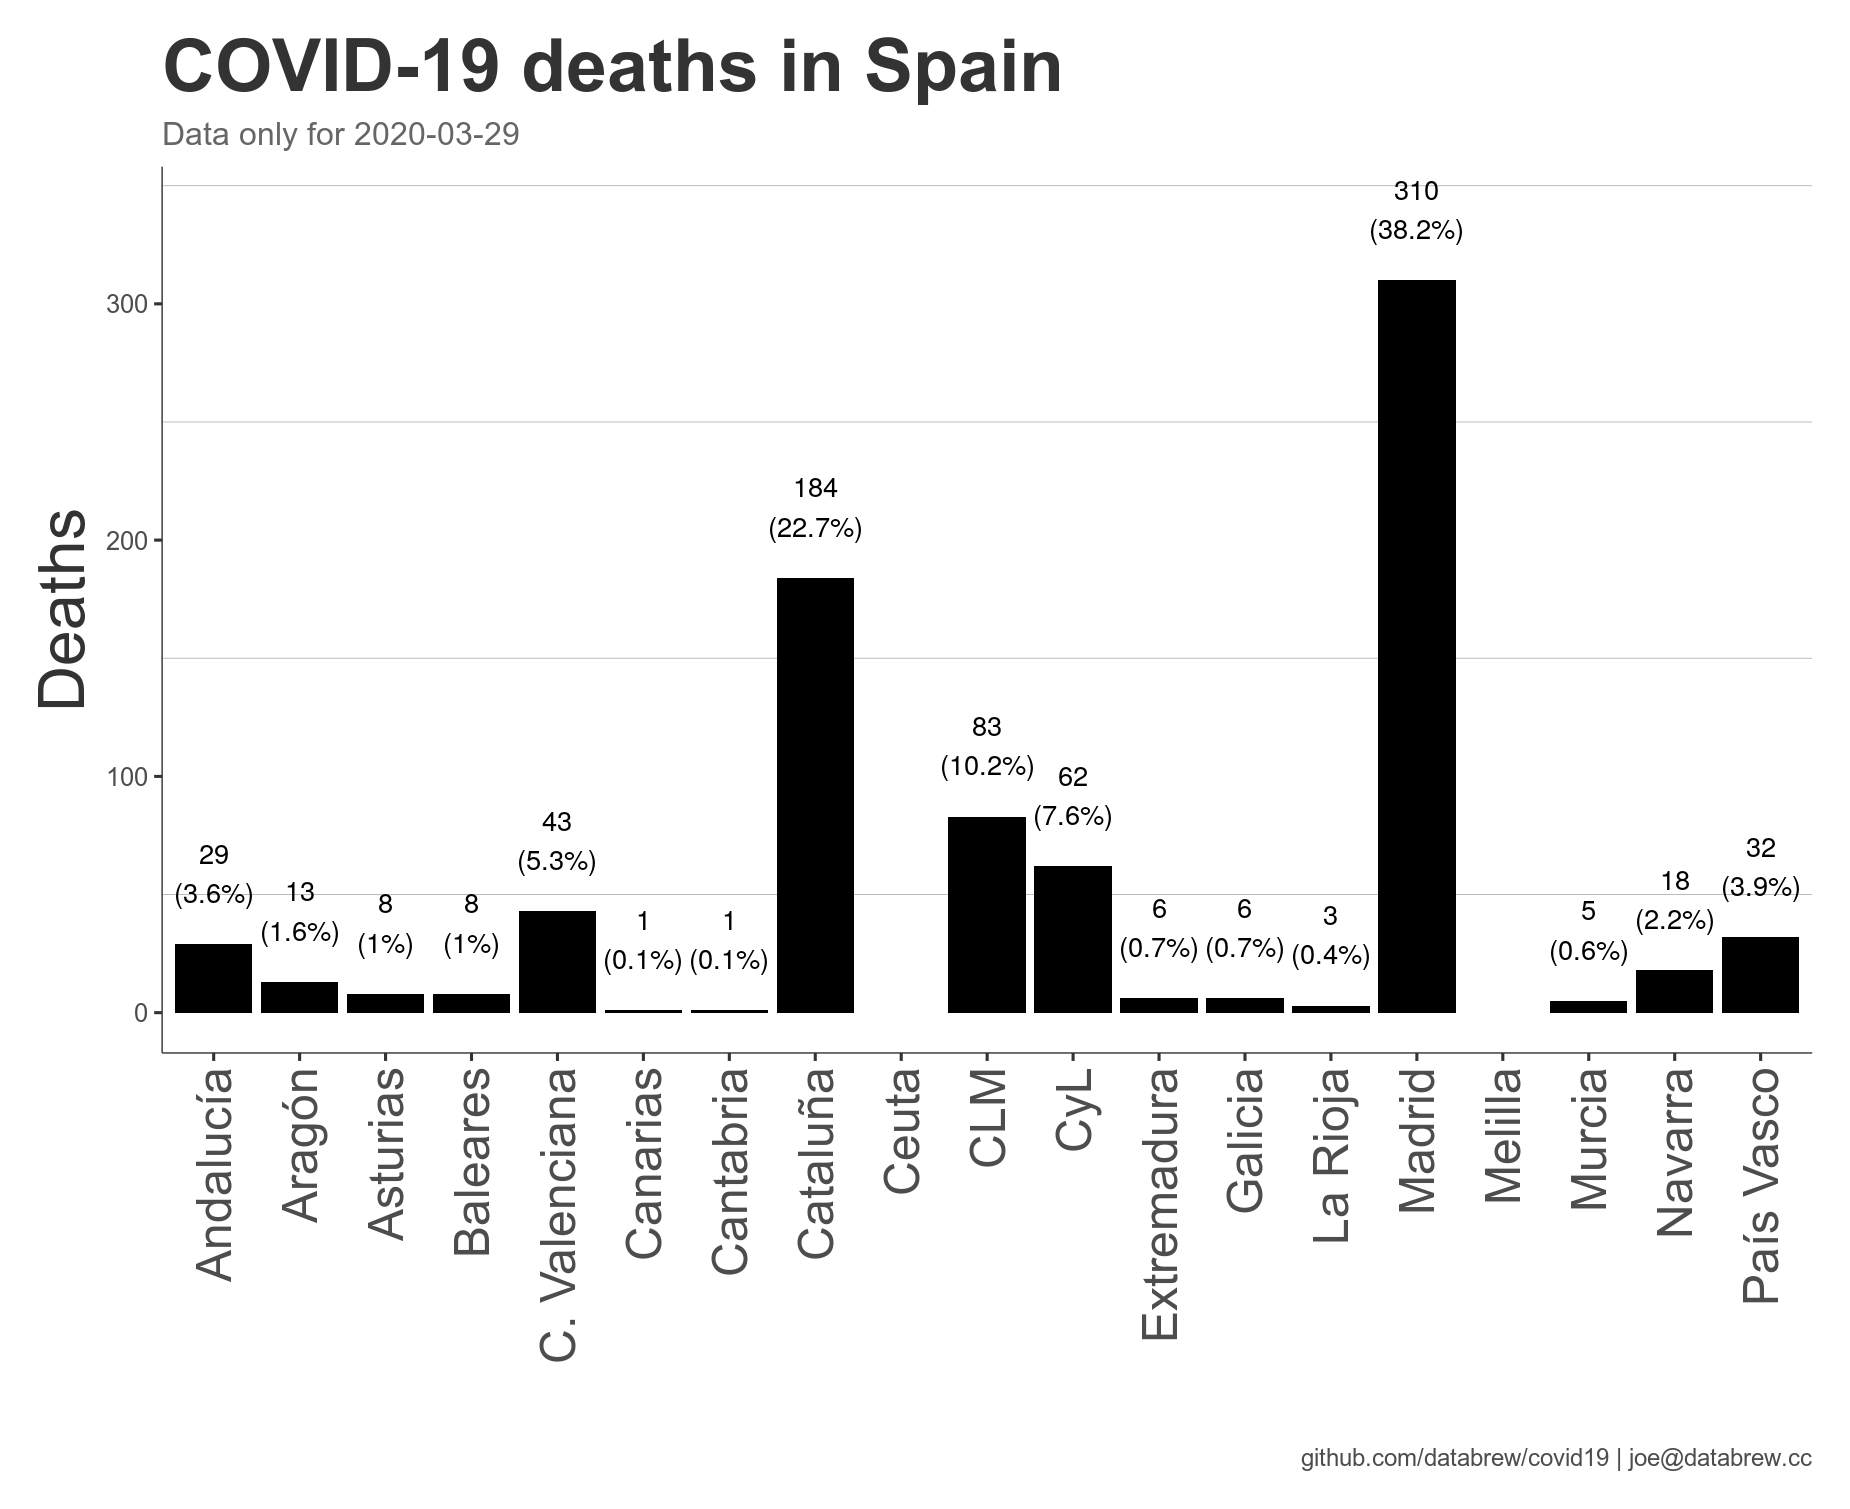 COVID-19 deaths in Spain
Data only for 2020-03-29
Deaths
300
200
100
0
29
(3.6%)
13
(1.6%)
8
(1%)
8
(1%)
43
(5.3%)
1
(0.1%)
1
(0.1%)
184
(22.7%)
83
(10.2%)
62
(7.6%)
6
(0.7%)
6
(0.7%)
3
(0.4%)
310
(38.2%)
5
(0.6%)
18
(2.2%)
32
(3.9%)
Andalucía
Aragón
Asturias
Baleares
C. Valenciana
Canarias
Cantabria
Cataluña
Ceuta
CLM
CyL
Extremadura
Galicia
La Rioja
Madrid
Melilla
Murcia
Navarra
País Vasco
github.com/databrew/covid19 | joe@databrew.cc